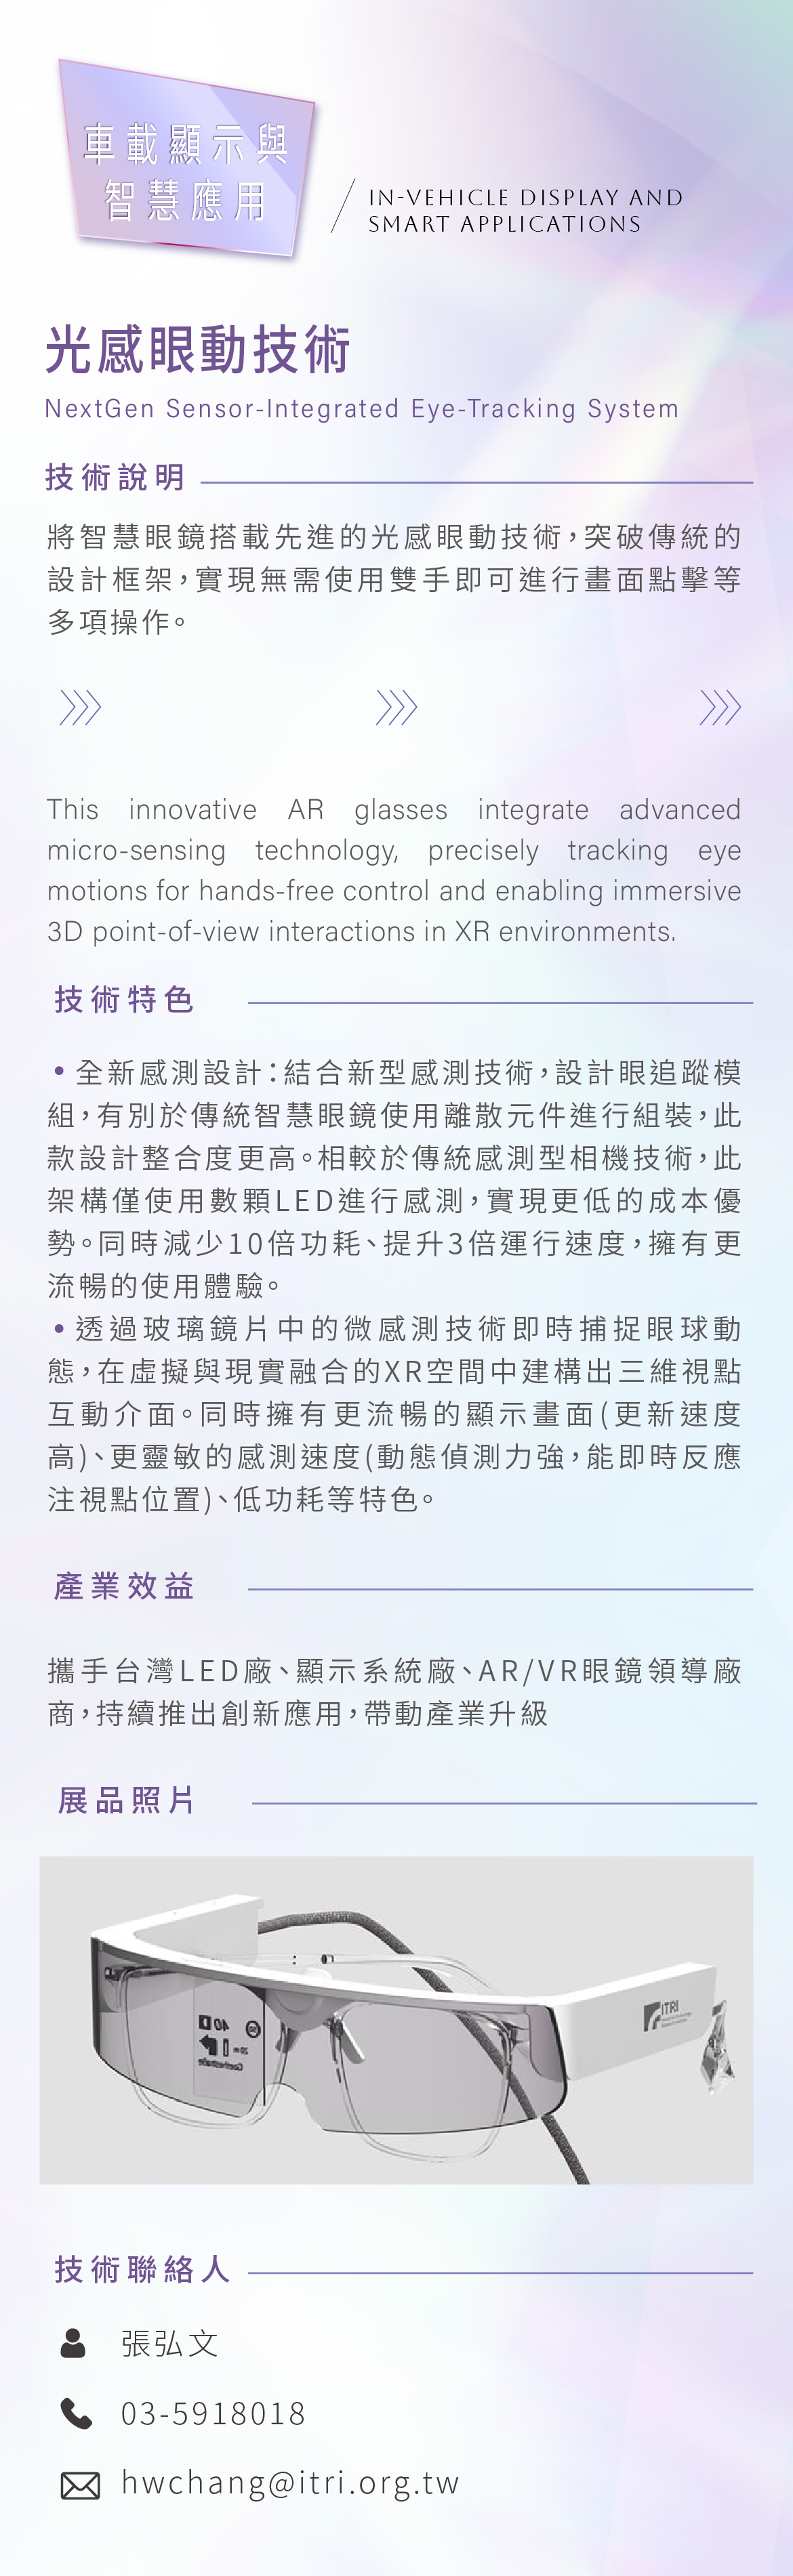 車載顯示與
智慧應用
IN-VEHICLE DISPLAY AND
SMART APPLICATIONS
光感眼動技術
NextGen Sensor-Integrated Eye-Tracking System
技術說明
將智慧眼鏡搭載先進的光感眼動技術，突破傳統的
設計框架，實現無需使用雙手即可進行畫面點擊等
多項操作。
This innovative AR glasses integrate advanced
micro-sensing technology, precisely tracking eye
motions for hands-free control and enabling immersive
3D point-of-view interactions in XR environments.
技術特色
• 全新感測設計：結合新型感測技術，設計眼追蹤模
組，有別於傳統智慧眼鏡使用離散元件進行組裝，此
款設計整合度更高。相較於傳統感測型相機技術，此
架構僅使用數顆LED進行感測，實現更低的成本優
勢。同時減少10倍功耗、提升3倍運行速度，擁有更
流暢的使用體驗。
• 透過玻璃鏡片中的微感測技術即時捕捉眼球動
態，在虛擬與現實融合的XR空間中建構出三維視點
互動介面。同時擁有更流暢的顯示畫面(更新速度
高)、更靈敏的感測速度(動態偵測力強，能即時反應
注視點位置)、低功耗等特色。
產業效益
攜手台灣LED廠、顯示系統廠、AR/VR眼鏡領導廠
商，持續推出創新應用，帶動產業升級
展品照片
ITRI
Industrial Technology
Research Institute
40
20 m
Goethestraße
技術聯絡人
張弘文
03-5918018
hwchang@itri.org.tw